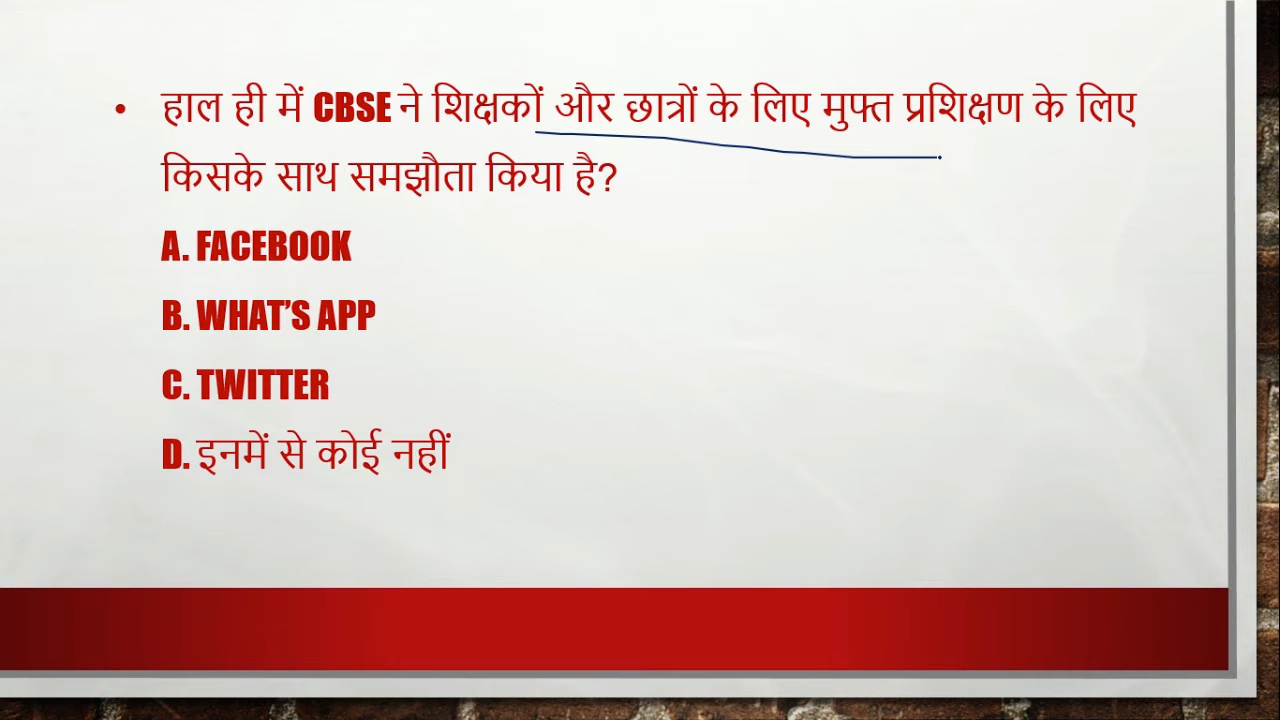 • हाल ही में CBSE ने शिक्षकों और छात्रों के लिए मुफ्त प्रशिक्षण के लिए
किसके साथ समझौता किया है?
A. FACEBOOK
B. WHAT’S APP
C. TWITTER
D. इनमें से कोई नहीं